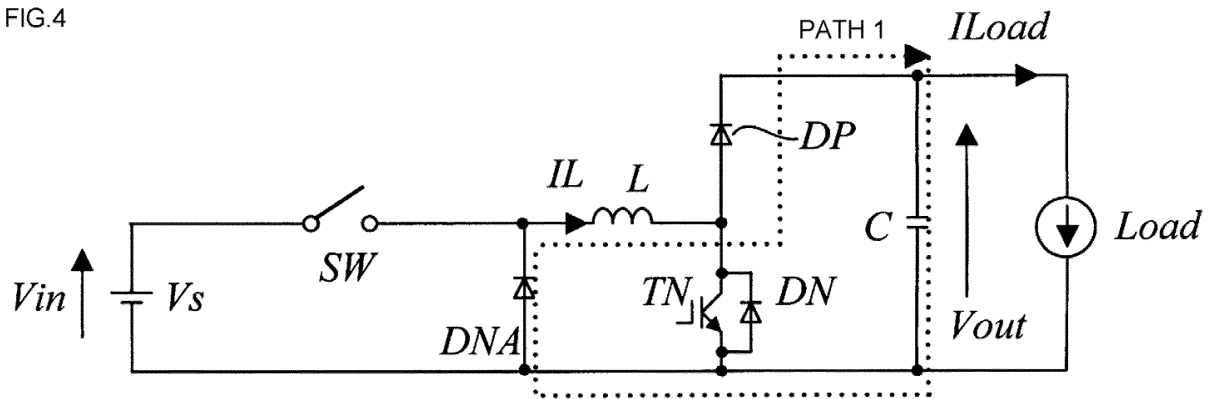 FIG.4
PATH 1
ILoad
DP
IL
L
SW
C
Load
Vin
Vs
TN
DN
DNA
Vout